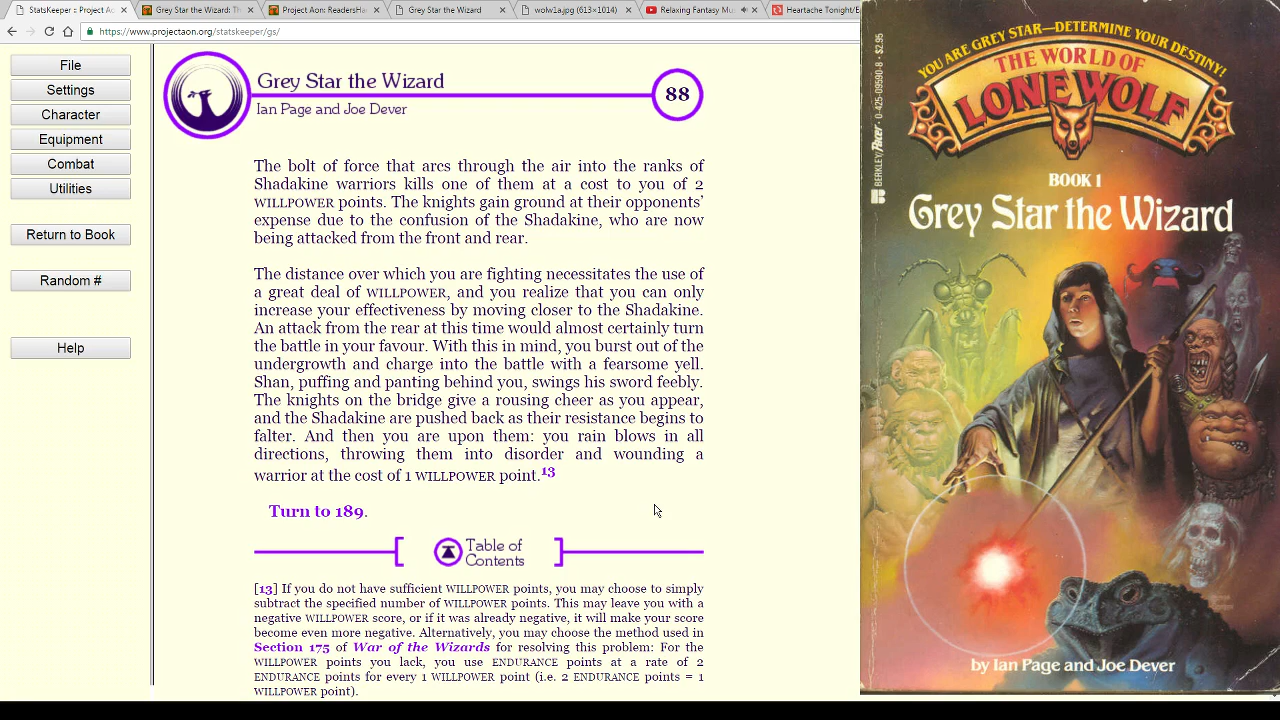 StatsKeeper :: Project Ao
Grey Star the Wizard: Th
Project Aon: ReadersHan
Grey Star the Wizard
wolw1a.jpg (613×1014)
Relaxing Fantasy Mu
Heartache Tonight/E
https://www.projectaon.org/statskeeper/gs/
File
Settings
Character
Equipment
Combat
Utilities
Return to Book
Random #
Help
Grey Star the Wizard
Ian Page and Joe Dever
88
The bolt of force that arcs through the air into the ranks of
Shadakine warriors kills one of them at a cost to you of 2
WILLPOWER points. The knights gain ground at their opponents’
expense due to the confusion of the Shadakine, who are now
being attacked from the front and rear.
The distance over which you are fighting necessitates the use of
a great deal of WILLPOWER, and you realize that you can only
increase your effectiveness by moving closer to the Shadakine.
An attack from the rear at this time would almost certainly turn
the battle in your favour. With this in mind, you burst out of the
undergrowth and charge into the battle with a fearsome yell.
Shan, puffing and panting behind you, swings his sword feebly.
The knights on the bridge give a rousing cheer as you appear,
and the Shadakine are pushed back as their resistance begins to
falter. And then you are upon them: you rain blows in all
directions, throwing them into disorder and wounding a
warrior at the cost of 1 WILLPOWER point.13
Turn to 189.
Table of
Contents
[13] If you do not have sufficient WILLPOWER points, you may choose to simply
subtract the specified number of WILLPOWER points. This may leave you with a
negative WILLPOWER score, or if it was already negative, it will make your score
become even more negative. Alternatively, you may choose the method used in
Section 175 of War of the Wizards for resolving this problem: For the
WILLPOWER points you lack, you use ENDURANCE points at a rate of 2
ENDURANCE points for every 1 WILLPOWER point (i.e. 2 ENDURANCE points = 1
WILLPOWER point).
YOU ARE GREY STAR—DETERMINE YOUR DESTINY!
THE WORLD OF
LONE WOLF
BERKLEY/Pacer • 0-425-09590-8 • $2.95
BOOK 1
Grey Star the Wizard
by Ian Page and Joe Dever